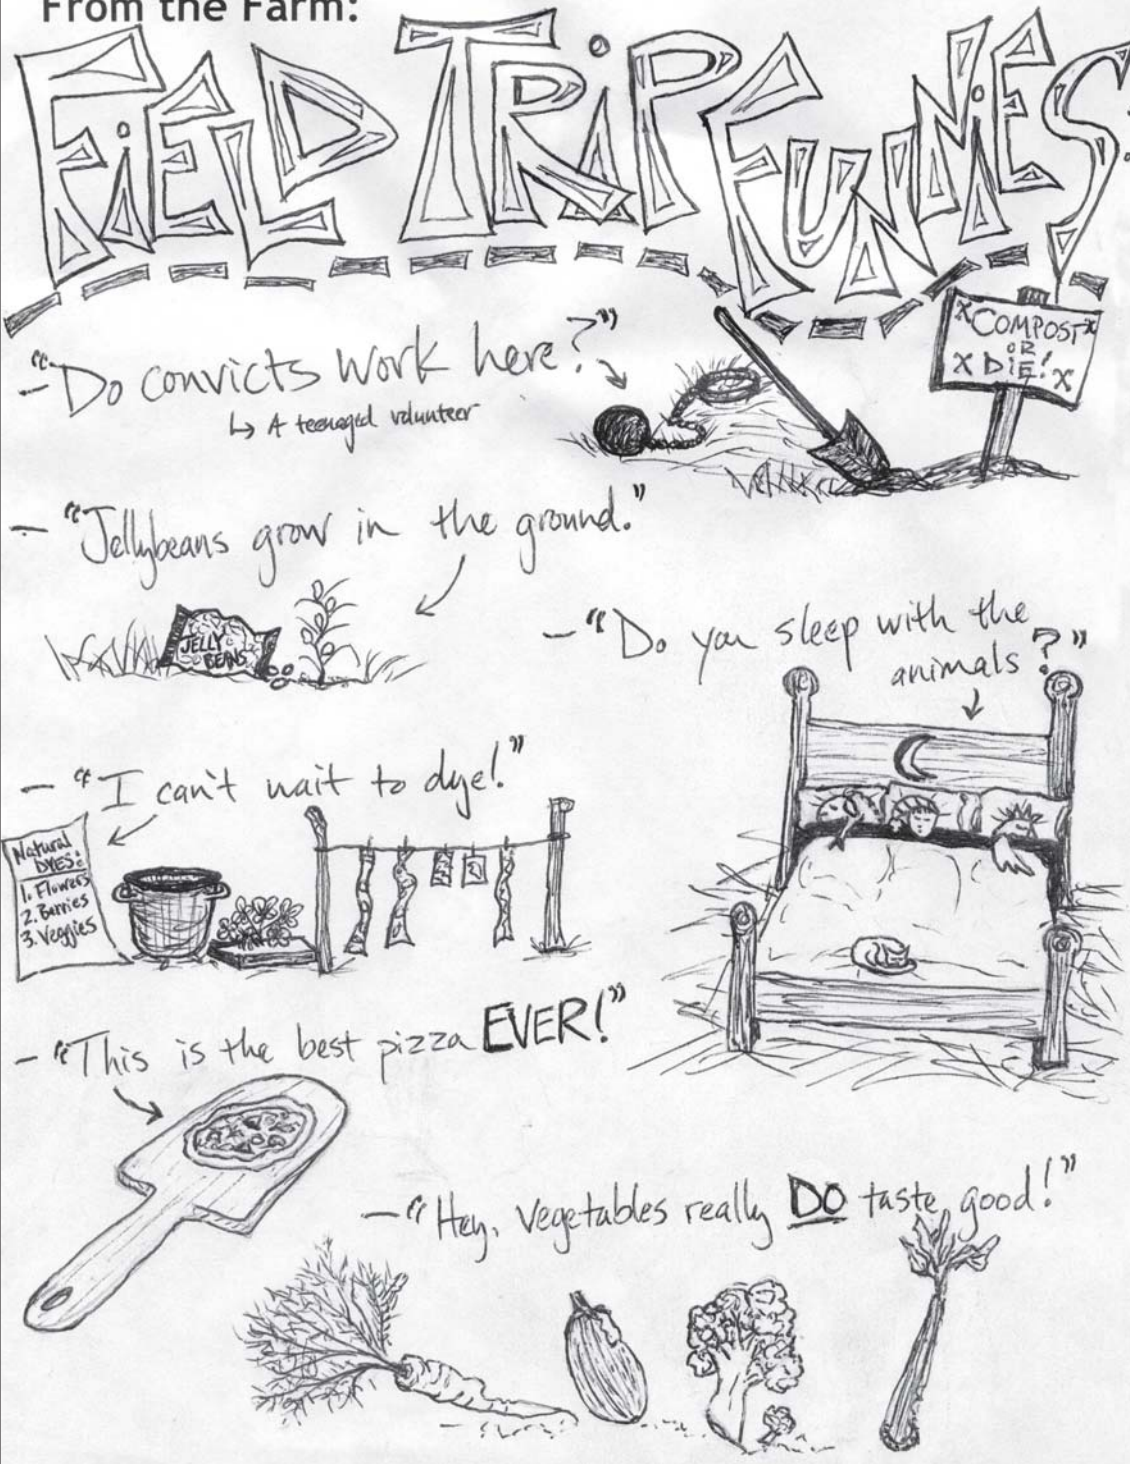 From the Farm:
FiELD TRiP FUNNiES:
- "Do convicts work here?"
↳ A teenaged volunteer
x COMPOST x
OR
x DiE! x
- "Jellybeans grow in the ground."
JELLY
BEANS
- "Do you sleep with the
animals?"
- "I can't wait to dye!"
Natural
DYES:
1. Flowers
2. Berries
3. Veggies
- "This is the best pizza EVER!"
- "Hey, vegetables really DO taste good!"